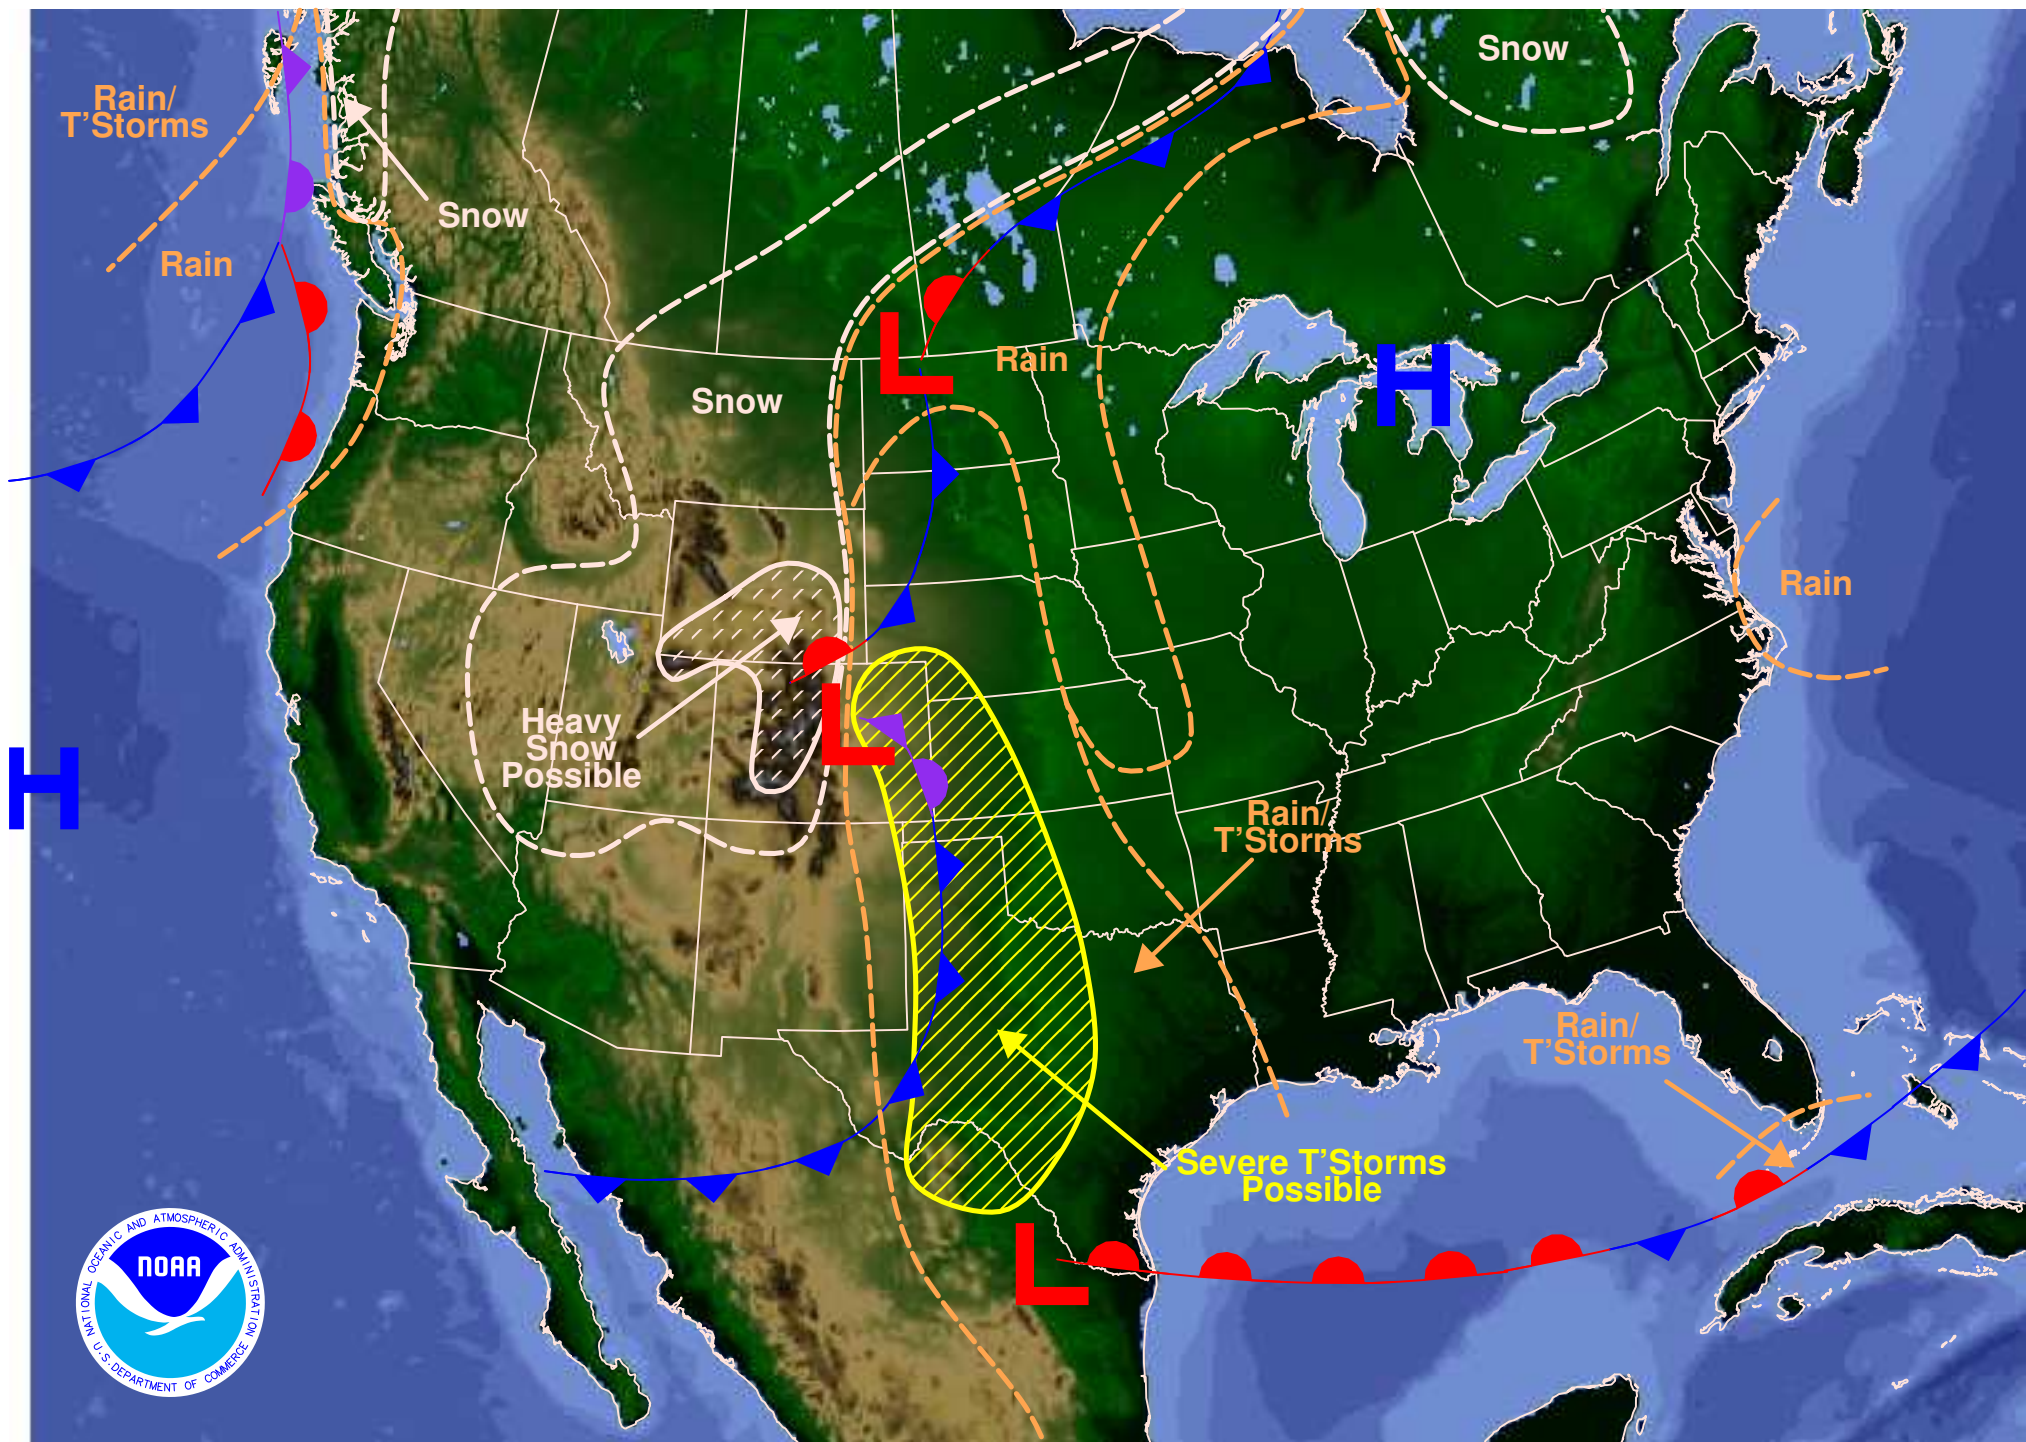 Snow
Rain/
T'Storms
Snow
Rain
L
Rain
H
Snow
Rain
L
Heavy
Snow
Possible
H
Rain/
T'Storms
Rain/
T'Storms
Severe T'Storms
Possible
L
NOAA
NATIONAL OCEANIC AND ATMOSPHERIC ADMINISTRATION
U.S. DEPARTMENT OF COMMERCE